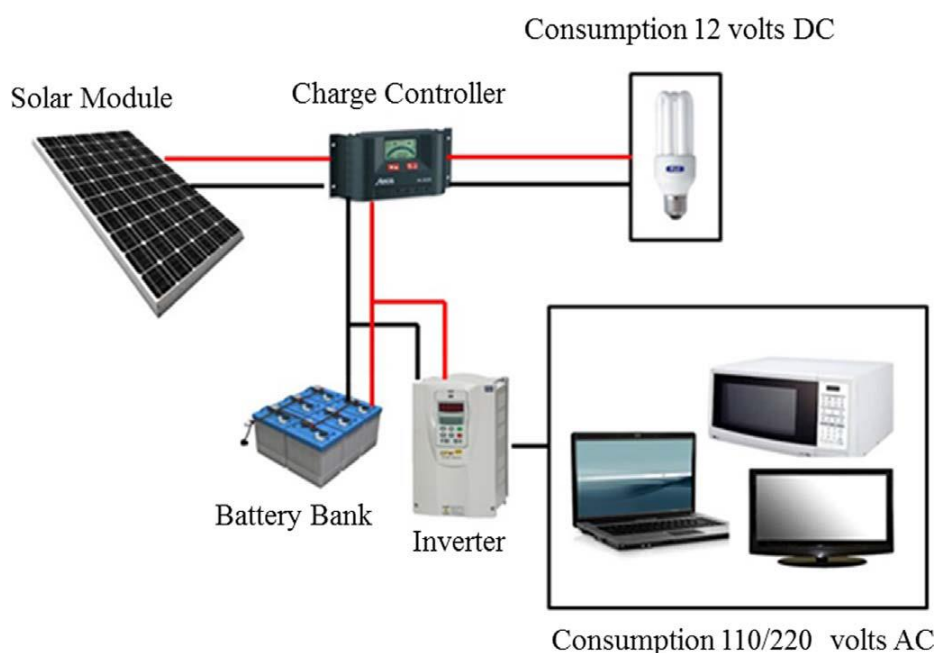 Consumption 12 volts DC
Solar Module
Charge Controller
Battery Bank
Inverter
Consumption 110/220 volts AC